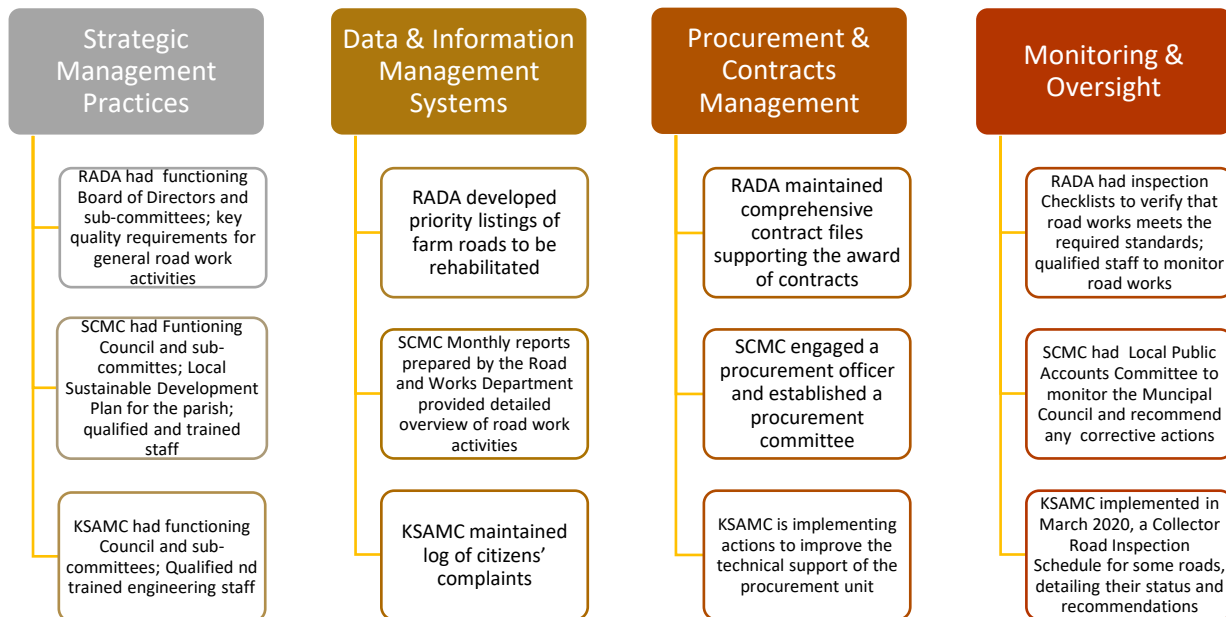 Strategic
Management
Practices
RADA had functioning
Board of Directors and
sub-committees; key
quality requirements for
general road work
activities
SCMC had Funtioning
Council and sub-
committes; Local
Sustainable Development
Plan for the parish;
qualified and trained
staff
KSAMC had functioning
Council and sub-
committees; Qualified nd
trained engineering staff
Data & Information
Management
Systems
RADA developed
priority listings of
farm roads to be
rehabilitated
SCMC Monthly reports
prepared by the Road
and Works Department
provided detailed
overview of road work
activities
KSAMC maintained
log of citizens’
complaints
Procurement &
Contracts
Management
RADA maintained
comprehensive
contract files
supporting the award
of contracts
SCMC engaged a
procurement officer
and established a
procurement
committee
KSAMC is implementing
actions to improve the
technical support of the
procurement unit
Monitoring &
Oversight
RADA had inspection
Checklists to verify that
road works meets the
required standards;
qualified staff to monitor
road works
SCMC had Local Public
Accounts Committee to
monitor the Muncipal
Council and recommend
any corrective actions
KSAMC implemented in
March 2020, a Collector
Road Inspection
Schedule for some roads,
detailing their status and
recommendations